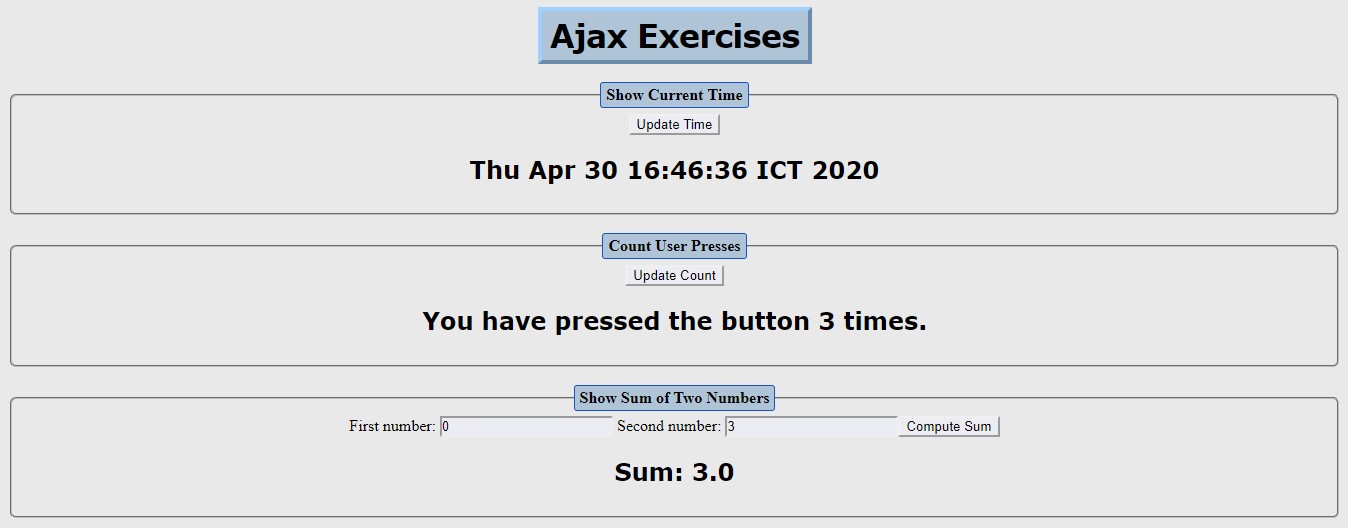 Ajax Exercises
Show Current Time
Update Time
Thu Apr 30 16:46:36 ICT 2020
Count User Presses
Update Count
You have pressed the button 3 times.
Show Sum of Two Numbers
First number: 0 Second number: 3 Compute Sum
Sum: 3.0